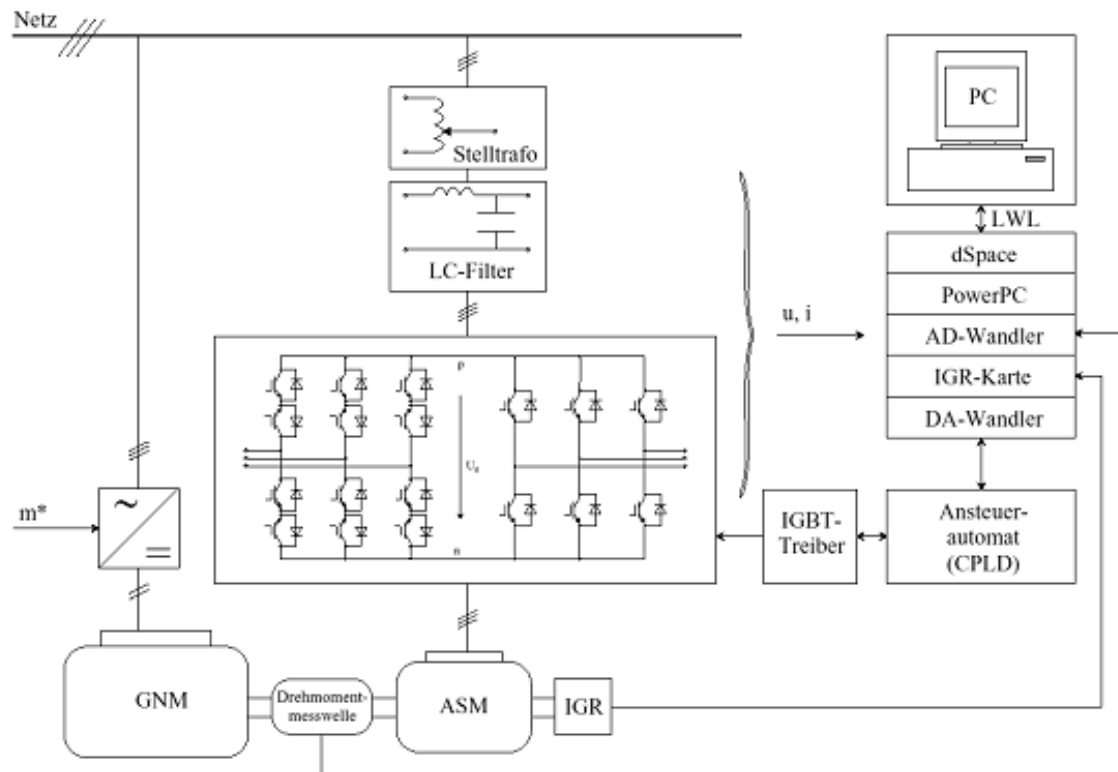 Netz
PC
Stelltrafo
LWL
LC-Filter
dSpace
PowerPC
u, i
AD-Wandler
p
IGR-Karte
DA-Wandler
U
~
m*
IGBT-
Treiber
Ansteuer-
automat
(CPLD)
n
GNM
Drehmoment-
messwelle
ASM
IGR